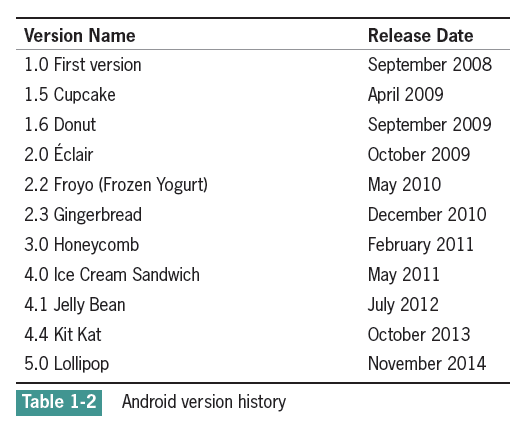 Version Name Release Date
1.0 First version September 2008
1.5 Cupcake April 2009
1.6 Donut September 2009
2.0 Éclair October 2009
2.2 Froyo (Frozen Yogurt) May 2010
2.3 Gingerbread December 2010
3.0 Honeycomb February 2011
4.0 Ice Cream Sandwich May 2011
4.1 Jelly Bean July 2012
4.4 Kit Kat October 2013
5.0 Lollipop November 2014
Table 1-2 Android version history